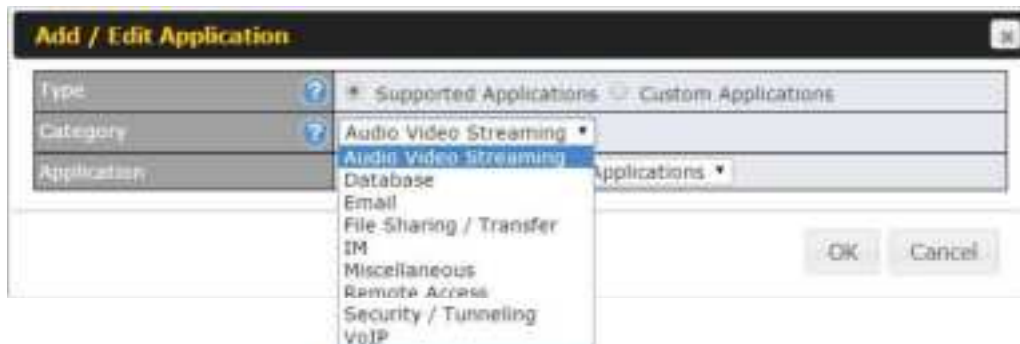 Add / Edit Application
Type ? Supported Applications Custom Applications
Category ? Audio Video Streaming
Application Applications
Audio Video Streaming
Database
Email
File Sharing / Transfer
IM
Miscellaneous
Remote Access
Security / Tunneling
VoIP
OK Cancel